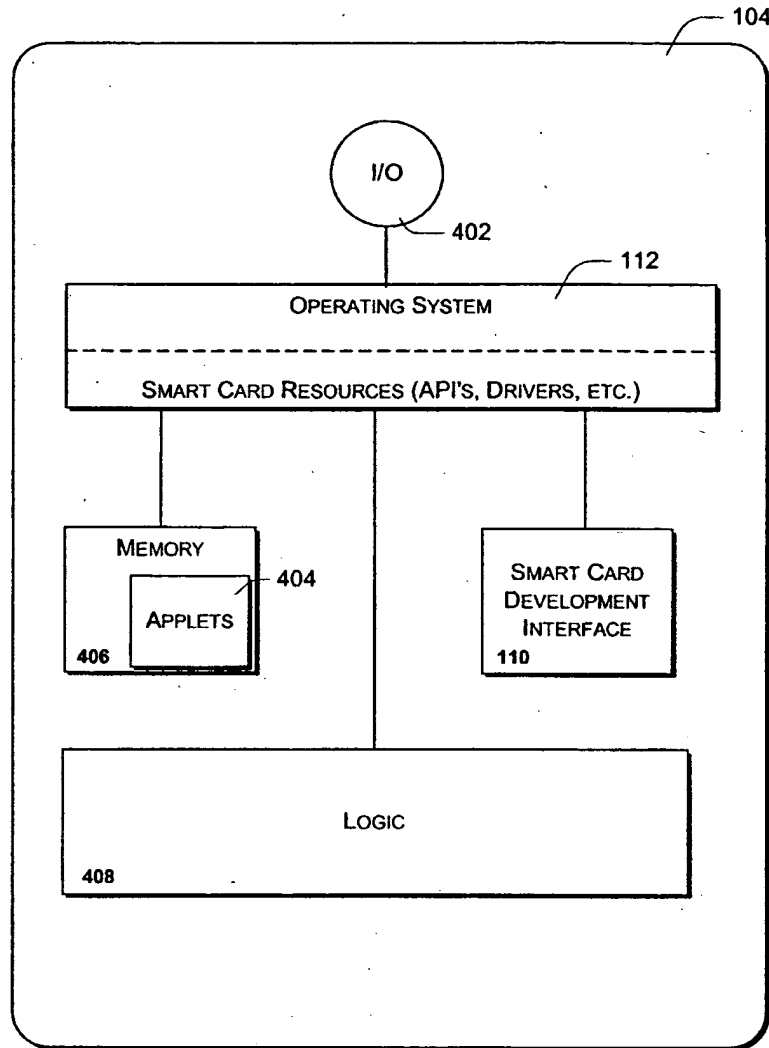 104
I/O
402
112
OPERATING SYSTEM
SMART CARD RESOURCES (API'S, DRIVERS, ETC.)
MEMORY
404
APPLETS
406
SMART CARD
DEVELOPMENT
INTERFACE
110
LOGIC
408